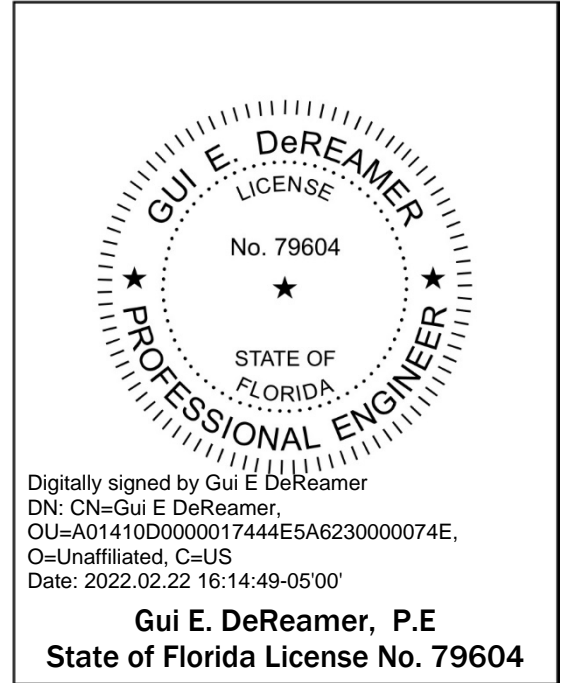 GUI E. DeREAMER
LICENSE
No. 79604
★ ★ ★
STATE OF
FLORIDA
PROFESSIONAL ENGINEER
Digitally signed by Gui E DeReamer
DN: CN=Gui E DeReamer,
OU=A01410D0000017444E5A6230000074E,
O=Unaffiliated, C=US
Date: 2022.02.22 16:14:49-05'00'
Gui E. DeReamer, P.E
State of Florida License No. 79604